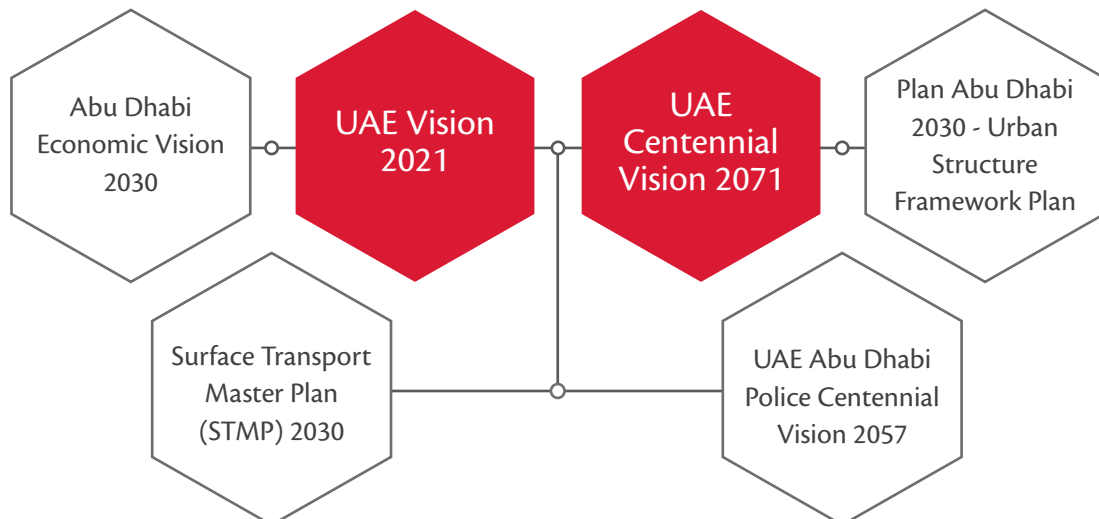 Abu Dhabi
Economic Vision
2030
UAE Vision
2021
UAE
Centennial
Vision 2071
Plan Abu Dhabi
2030 - Urban
Structure
Framework Plan
Surface Transport
Master Plan
(STMP) 2030
UAE Abu Dhabi
Police Centennial
Vision 2057